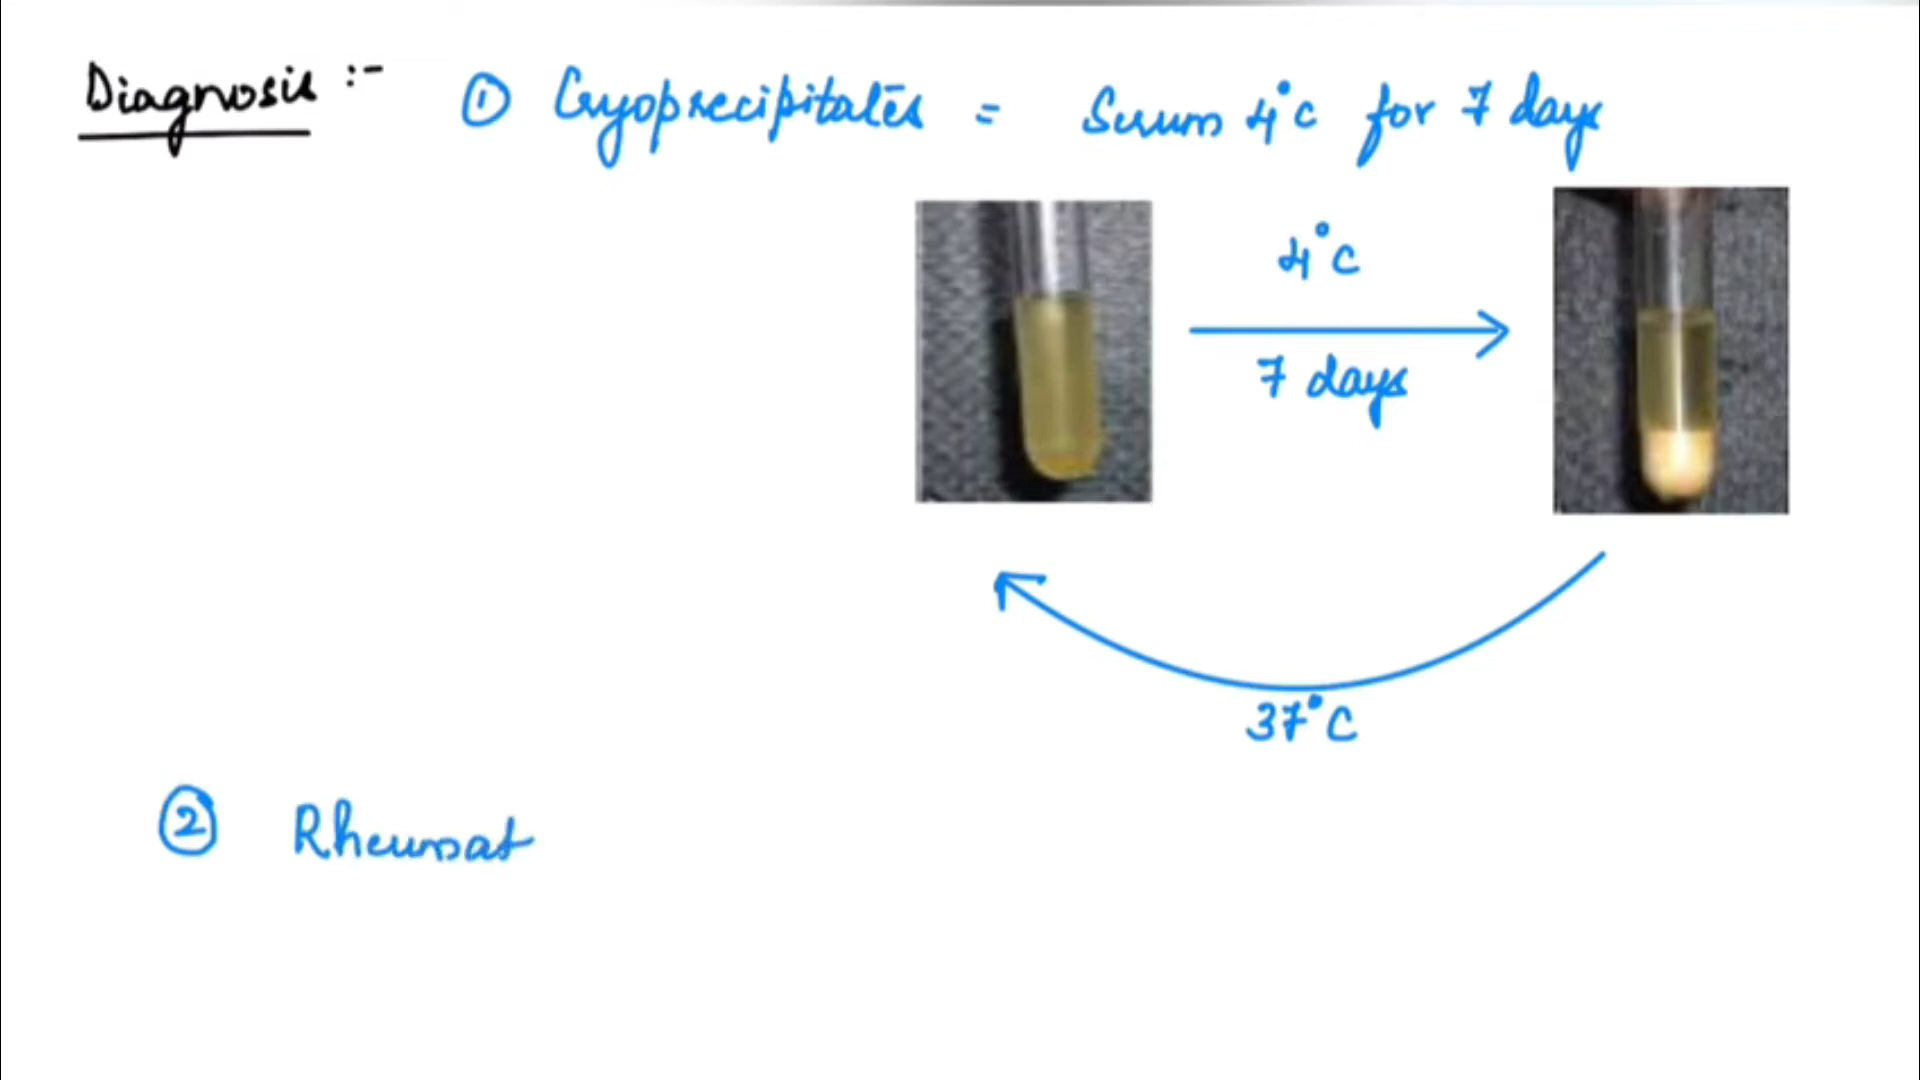 Diagnosis :- ① Cryoprecipitates = Serum 4°C for 7 days
4°C
7 days
37°C
② Rheumat